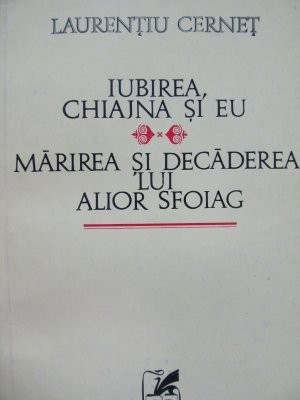 LAURENȚIU CERNEȚ
IUBIREA,
CHIAJNA ȘI EU
MĂRIREA ȘI DECĂDEREA
LUI
ALIOR SFOIAG